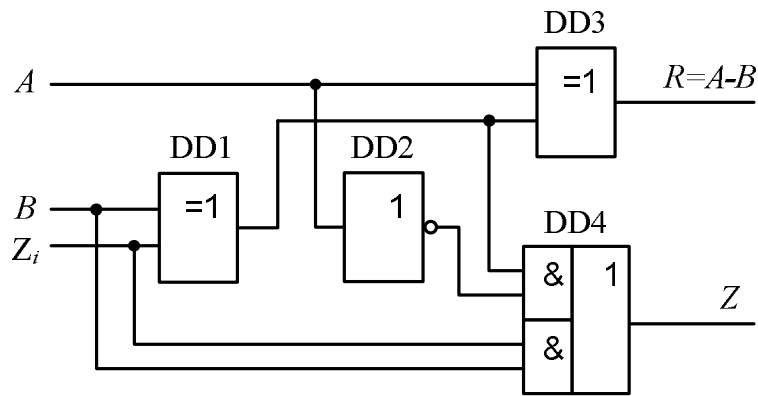 DD3
A
=1
R=A-B
DD1
DD2
B
=1
1
Zi
DD4
&
1
Z
&